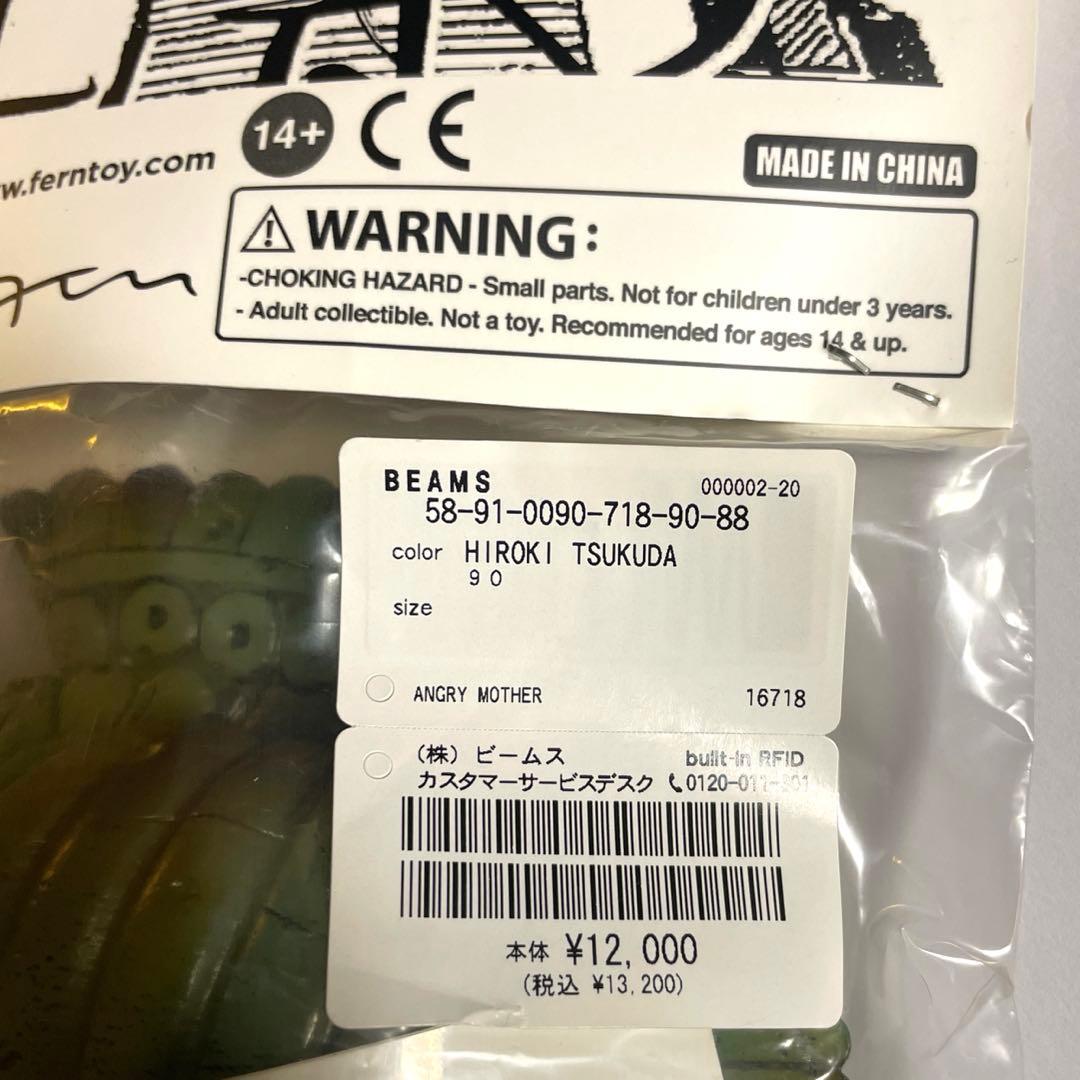 14+ CE
w.ferntoy.com
MADE IN CHINA
WARNING:
-CHOKING HAZARD - Small parts. Not for children under 3 years.
- Adult collectible. Not a toy. Recommended for ages 14 & up.
BEAMS 000002-20
58-91-0090-718-90-88
color HIROKI TSUKUDA
90
size
ANGRY MOTHER 16718
(株) ビームス built-in RFID
カスタマーサービスデスク
本体 ¥12,000
(税込 ¥13,200)